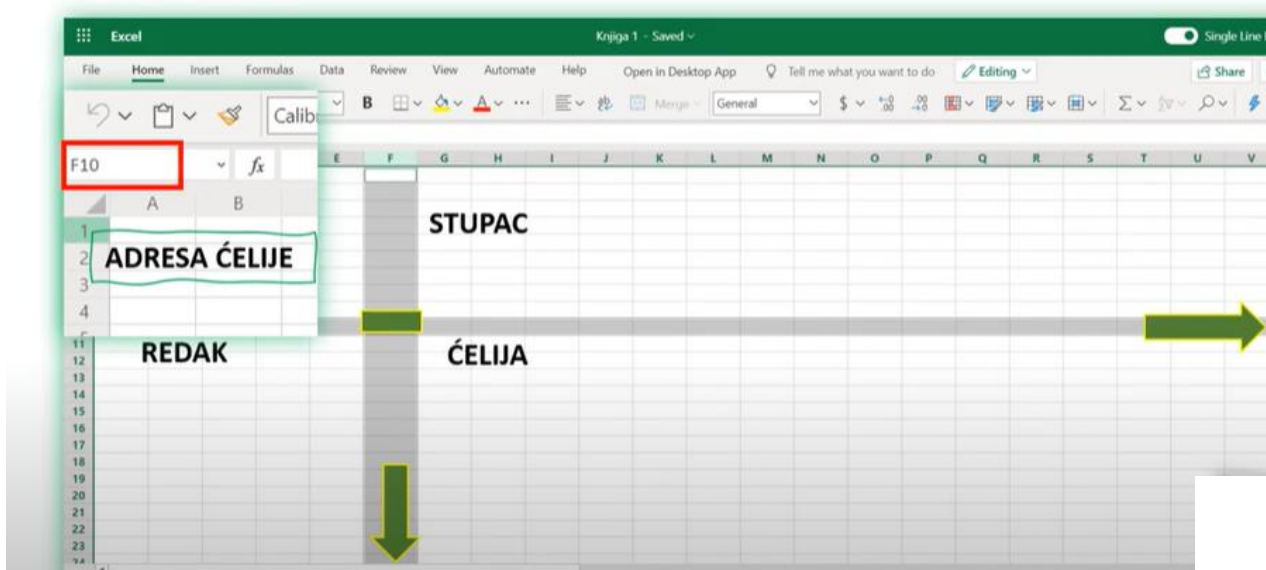 Excel
Knjiga 1 - Saved
Single Line
File Home Insert Formulas Data Review View Automate Help Open in Desktop App Tell me what you want to do Editing Share
Calib
B
Merge
General
$
F10
fx
E F G H I J K L M N O P Q R S T U V
A B
1
STUPAC
2
ADRESA ĆELIJE
3
4
11
REDAK
ĆELIJA
12
13
14
15
16
17
18
19
20
21
22
23
24